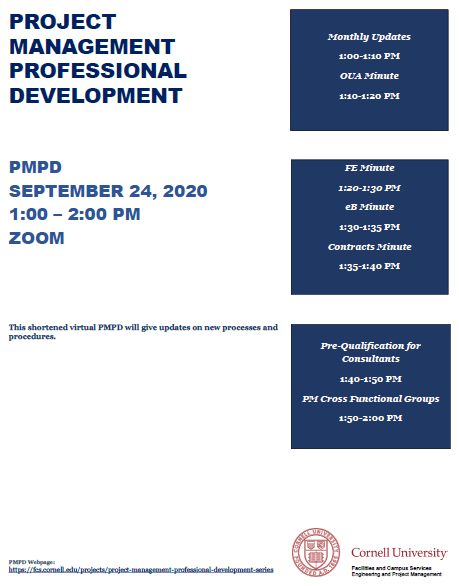 PROJECT
MANAGEMENT
PROFESSIONAL
DEVELOPMENT
PMPD
SEPTEMBER 24, 2020
1:00 – 2:00 PM
ZOOM
This shortened virtual PMPD will give updates on new processes and
procedures.
Monthly Updates
1:00-1:10 PM
OUA Minute
1:10-1:20 PM
FE Minute
1:20-1:30 PM
eB Minute
1:30-1:35 PM
Contracts Minute
1:35-1:40 PM
Pre-Qualification for
Consultants
1:40-1:50 PM
PM Cross Functional Groups
1:50-2:00 PM
PMPD Webpage:
https://fcs.cornell.edu/projects/project-management-professional-development-series
CORNELL UNIVERSITY
FOUNDED A.D. 1865
Cornell University
Facilities and Campus Services
Engineering and Project Management